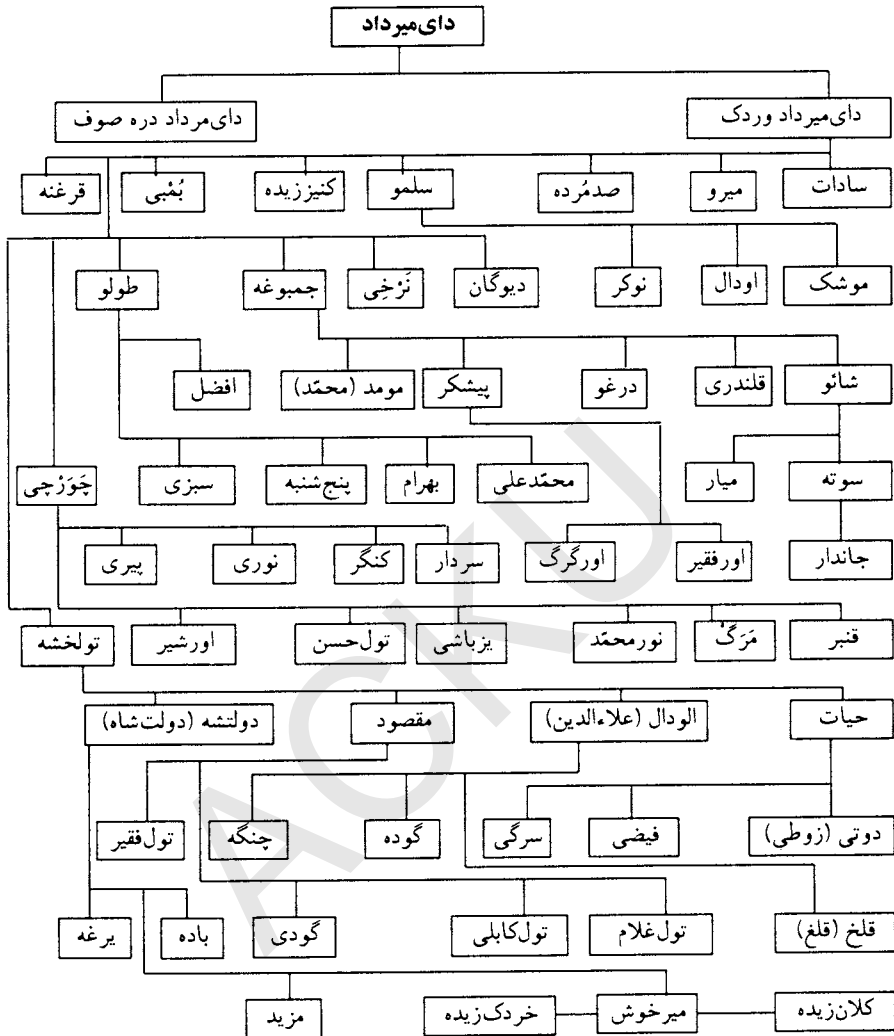 دای‌میرداد
دای‌میرداد وردک دای‌مرداد دره صوف
سادات میرو صدمُرده سلمو کنیززیده بُمْبی قرغنه
موشک اودال نوکر دیوگان نَرْخِی جمبوغه طولو
شائو قلندری درغو پیشکر مومد (محمّد) افضل
سوته میار محمّدعلی بهرام پنج‌شنبه سبزی چَوَرْچی
جاندار اورفقیر اورگرگ سردار کنگر نوری پیری
قنبر مَرَگْ نورمحمّد یزباشی تول‌حسن اورشیر تولخشه
حیات الودال (علاءالدین) مقصود دولتشه (دولت‌شاه)
دوتی (زوطی) فیضی سرگی گوده چنگه تول‌فقیر
قلخ (قلغ) تول‌غلام تول‌کابلی گودی باده یرغه
کلان‌زیده میرخوش خردک‌زیده مزید
ACKU